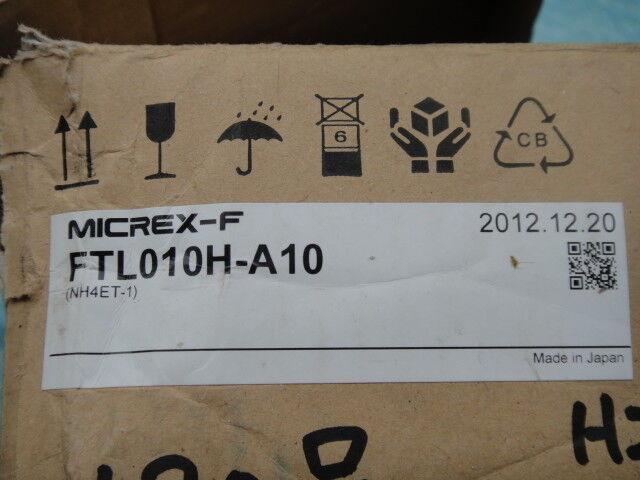 6
CB
MICREX-F
2012.12.20
FTL010H-A10
(NH4ET-1)
Made in Japan